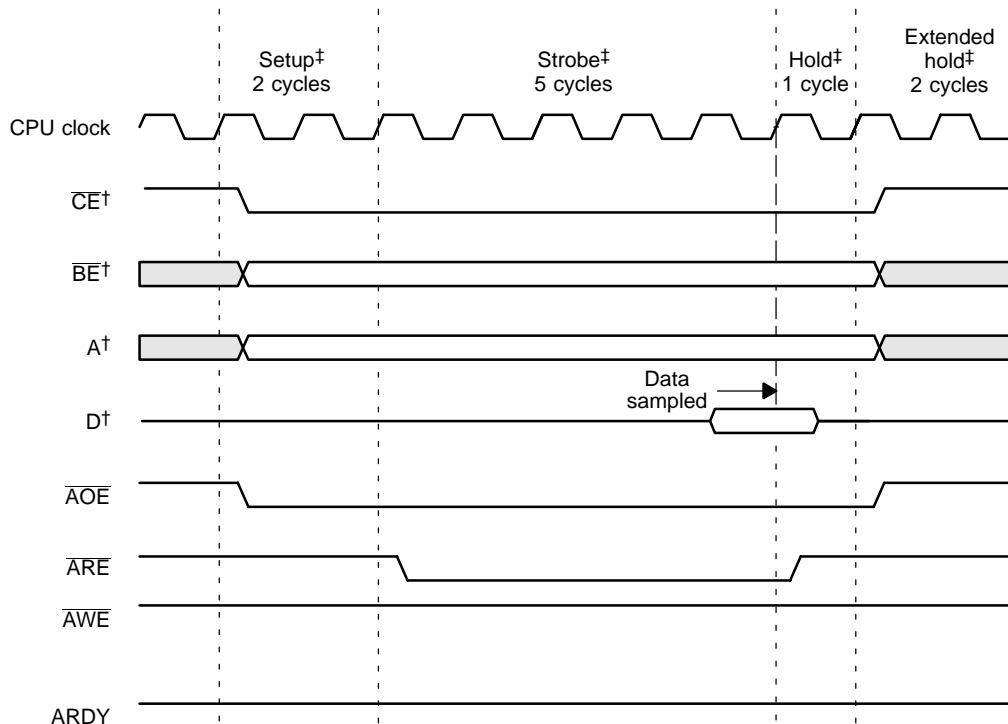 Setup‡
2 cycles
Strobe‡
5 cycles
Hold‡
1 cycle
Extended
hold‡
2 cycles
CPU clock
CE†
BE†
A†
Data
sampled
D†
AOE
ARE
AWE
ARDY